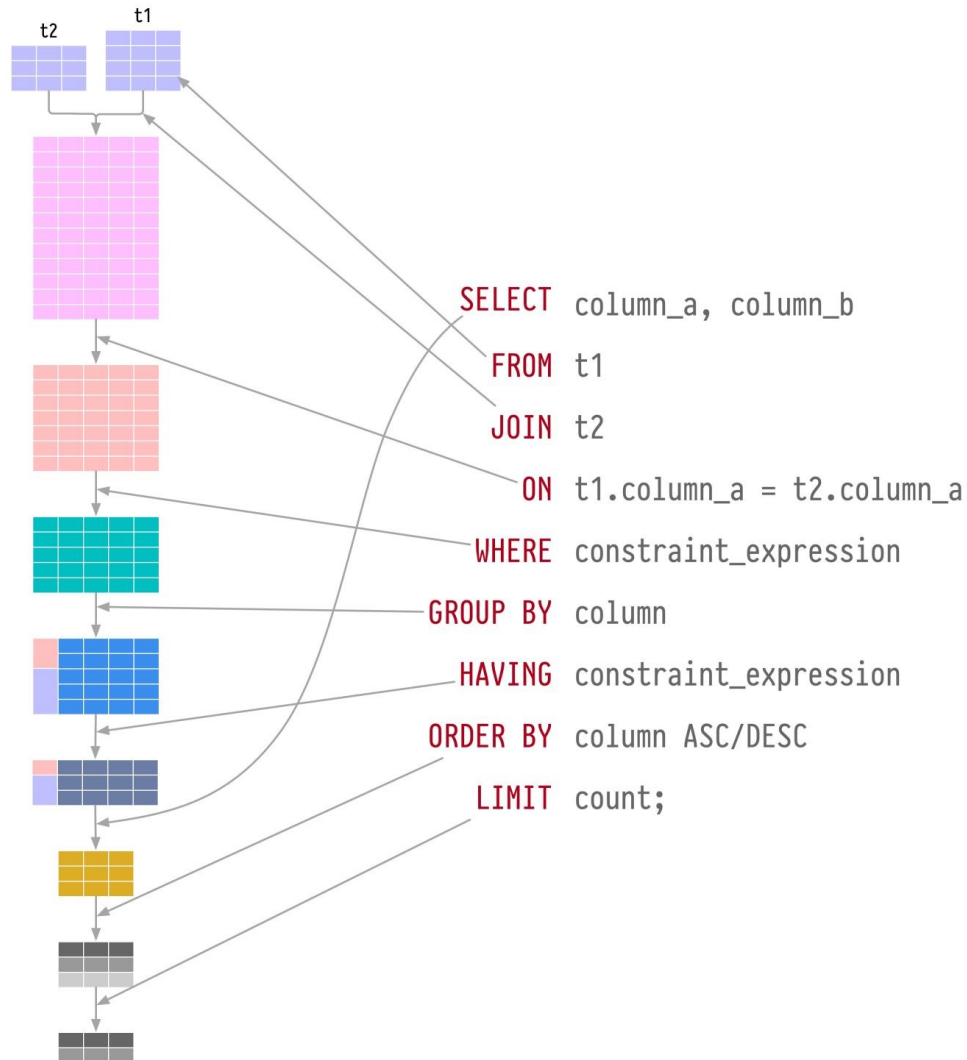 t2 t1
SELECT column_a, column_b
FROM t1
JOIN t2
ON t1.column_a = t2.column_a
WHERE constraint_expression
GROUP BY column
HAVING constraint_expression
ORDER BY column ASC/DESC
LIMIT count;